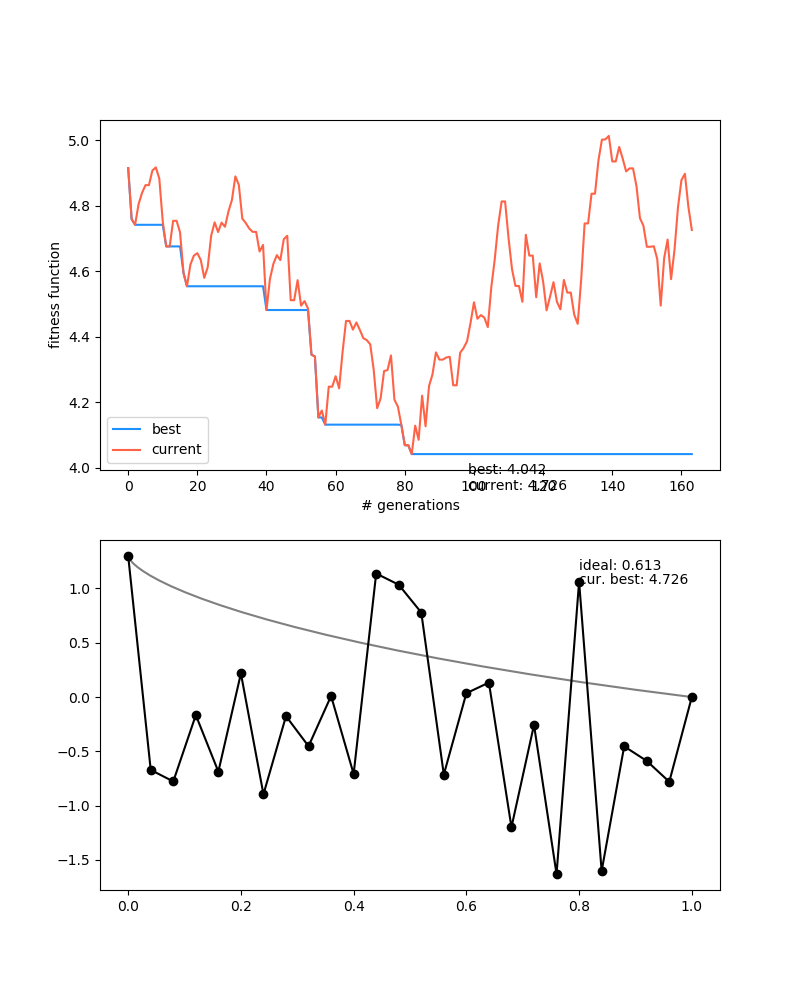 5.0
4.8
4.6
4.4
4.2
4.0
fitness function
best
current
best: 4.042
current: 4.726
0 20 40 60 80 100 120 140 160
# generations
ideal: 0.613
cur. best: 4.726
1.0
0.5
0.0
−0.5
−1.0
−1.5
0.0 0.2 0.4 0.6 0.8 1.0